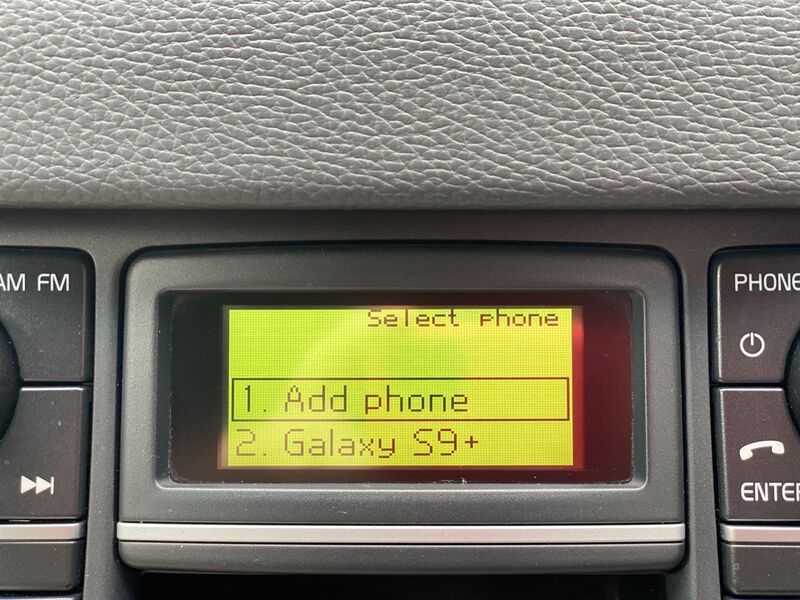 AM FM
PHONE
Select phone
1. Add phone
2. Galaxy S9+
ENTER